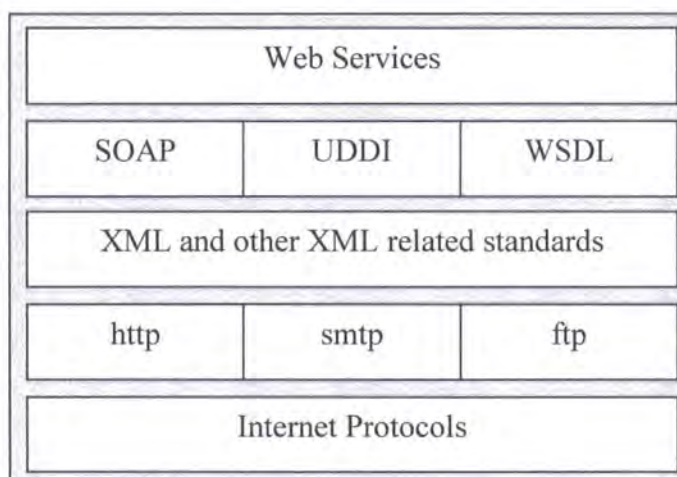 Web Services
SOAP UDDI WSDL
XML and other XML related standards
http smtp ftp
Internet Protocols